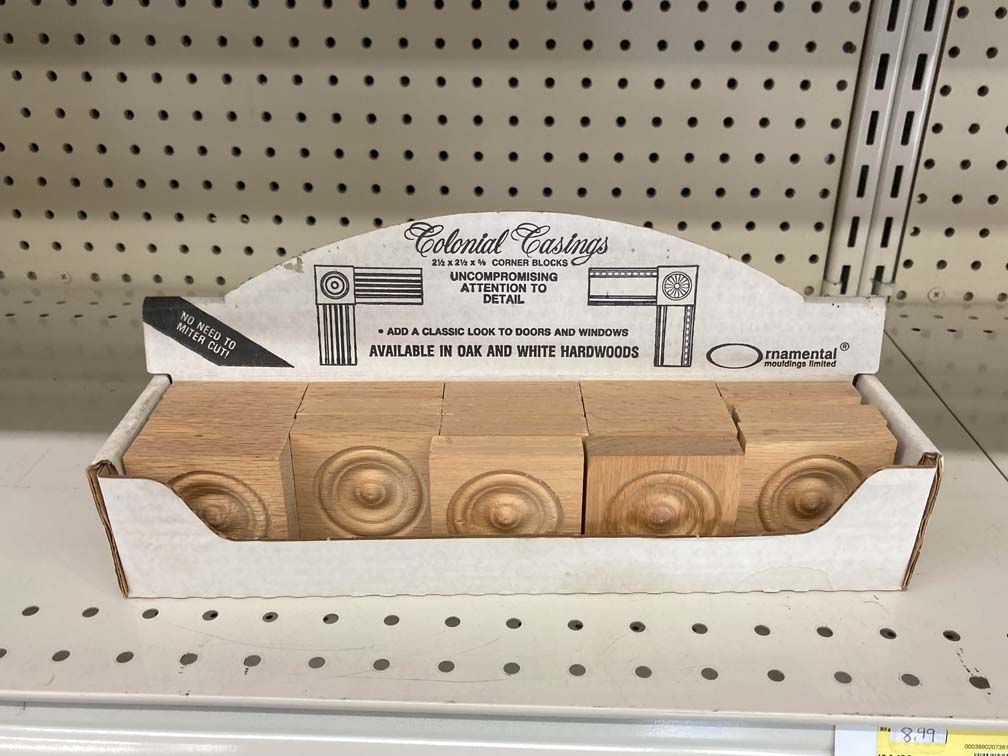 Colonial Casings
2½ x 2½ x ⅝ CORNER BLOCKS
UNCOMPROMISING
ATTENTION TO
DETAIL
NO NEED TO
MITER CUT!
• ADD A CLASSIC LOOK TO DOORS AND WINDOWS
AVAILABLE IN OAK AND WHITE HARDWOODS
Ornamental®
mouldings limited
8.99